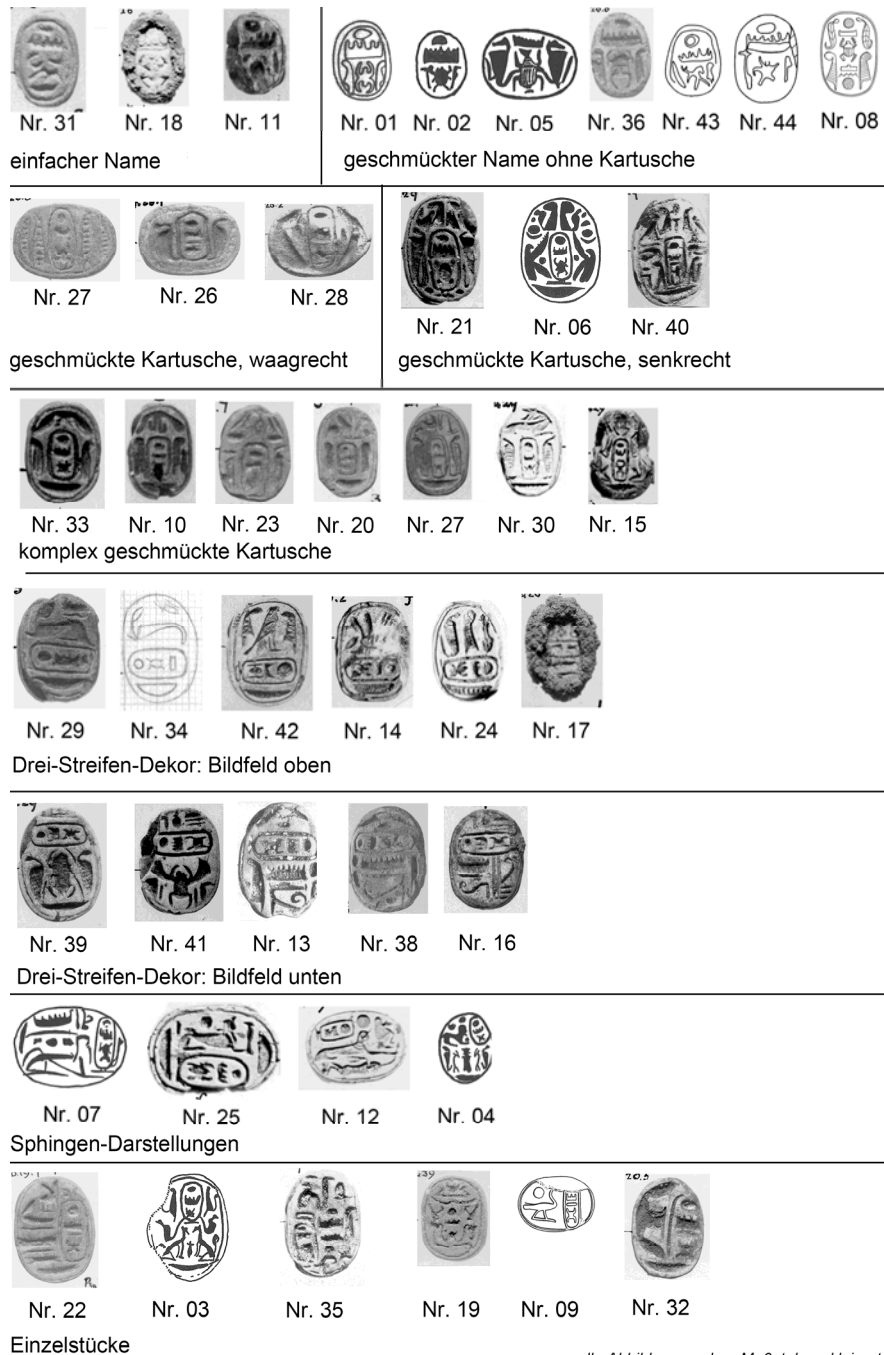 Nr. 31 Nr. 18 Nr. 11
einfacher Name
Nr. 01 Nr. 02 Nr. 05 Nr. 36 Nr. 43 Nr. 44 Nr. 08
geschmückter Name ohne Kartusche
Nr. 27 Nr. 26 Nr. 28
geschmückte Kartusche, waagrecht
Nr. 21 Nr. 06 Nr. 40
geschmückte Kartusche, senkrecht
Nr. 33 Nr. 10 Nr. 23 Nr. 20 Nr. 27 Nr. 30 Nr. 15
komplex geschmückte Kartusche
Nr. 29 Nr. 34 Nr. 42 Nr. 14 Nr. 24 Nr. 17
Drei-Streifen-Dekor: Bildfeld oben
Nr. 39 Nr. 41 Nr. 13 Nr. 38 Nr. 16
Drei-Streifen-Dekor: Bildfeld unten
Nr. 07 Nr. 25 Nr. 12 Nr. 04
Sphingen-Darstellungen
20.5
Nr. 22 Nr. 03 Nr. 35 Nr. 19 Nr. 09 Nr. 32
Einzelstücke